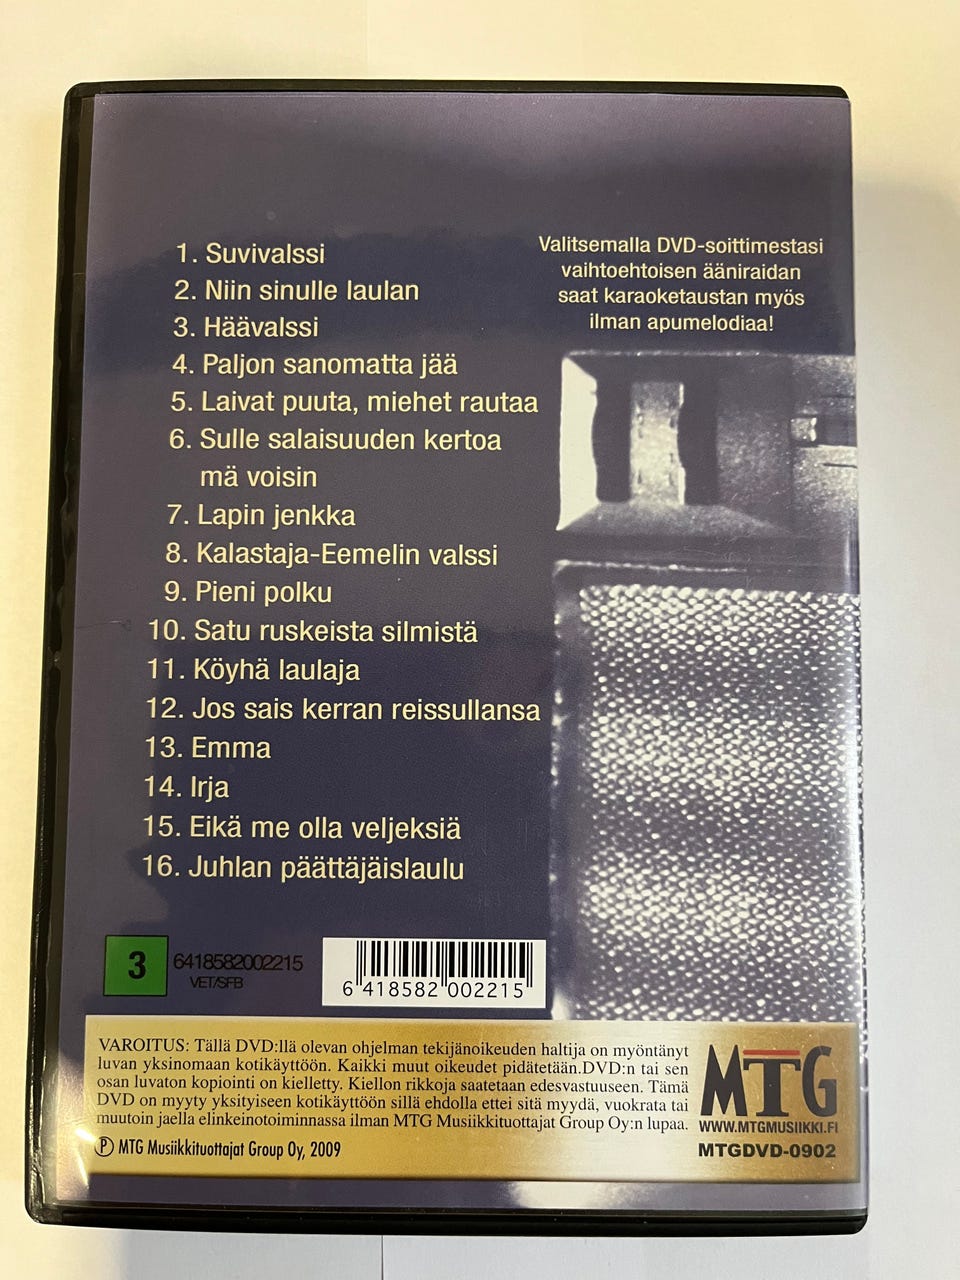 1. Suvivalssi
2. Niin sinulle laulan
3. Häävalssi
4. Paljon sanomatta jää
5. Laivat puuta, miehet rautaa
6. Sulle salaisuuden kertoa
mä voisin
7. Lapin jenkka
8. Kalastaja-Eemelin valssi
9. Pieni polku
10. Satu ruskeista silmistä
11. Köyhä laulaja
12. Jos sais kerran reissullansa
13. Emma
14. Irja
15. Eikä me olla veljeksiä
16. Juhlan päättäjäislaulu
Valitsemalla DVD-soittimestasi
vaihtoehtoisen ääniraidan
saat karaoketaustan myös
ilman apumelodiaa!
3
6418582002215
VET/SFB
6 418582 002215
VAROITUS: Tällä DVD:llä olevan ohjelman tekijänoikeuden haltija on myöntänyt
luvan yksinomaan kotikäyttöön. Kaikki muut oikeudet pidätetään.DVD:n tai sen
osan luvaton kopiointi on kielletty. Kiellon rikkoja saatetaan edesvastuuseen. Tämä
DVD on myyty yksityiseen kotikäyttöön sillä ehdolla ettei sitä myydä, vuokrata tai
muutoin jaella elinkeinotoiminnassa ilman MTG Musiikkituottajat Group Oy:n lupaa.
Ⓟ MTG Musiikkituottajat Group Oy, 2009
MTG
WWW.MTGMUSIIKKI.FI
MTGDVD-0902